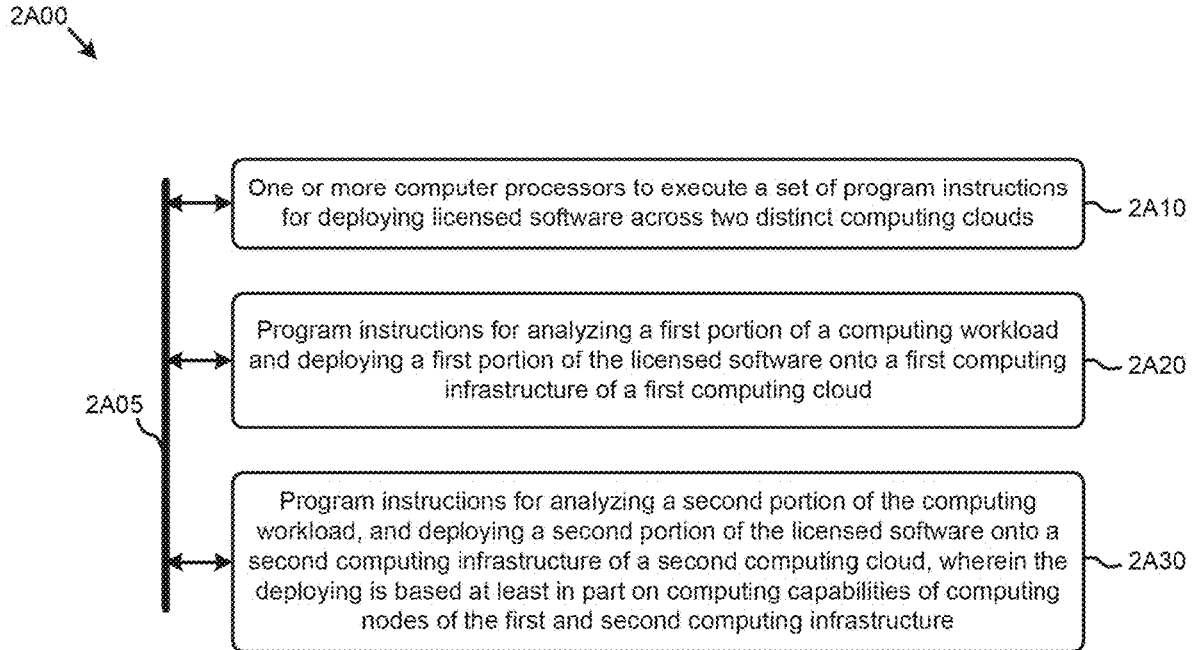 2A00
One or more computer processors to execute a set of program instructions
for deploying licensed software across two distinct computing clouds
2A10
Program instructions for analyzing a first portion of a computing workload
and deploying a first portion of the licensed software onto a first computing
infrastructure of a first computing cloud
2A20
2A05
Program instructions for analyzing a second portion of the computing
workload, and deploying a second portion of the licensed software onto a
second computing infrastructure of a second computing cloud, wherein the
deploying is based at least in part on computing capabilities of computing
nodes of the first and second computing infrastructure
2A30